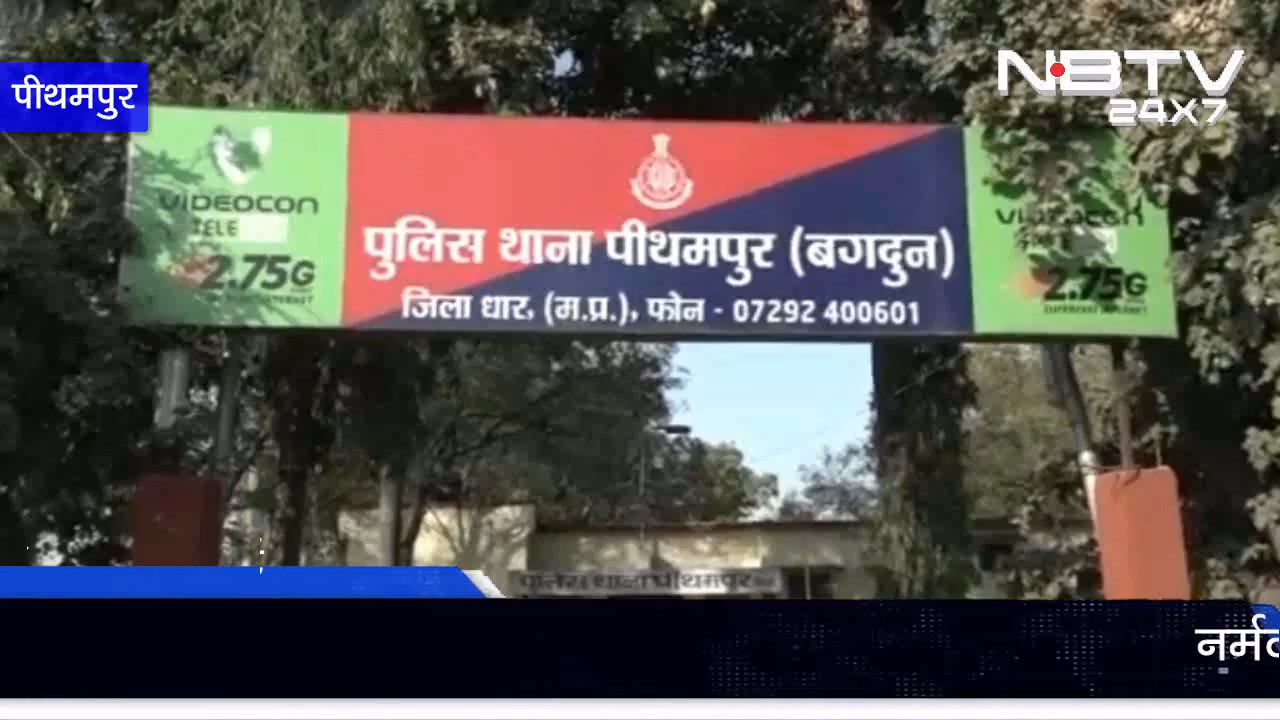 पीथमपुर
NBTV
24x7
VIDEOCON
TELE
2.75G
पुलिस थाना पीथमपुर (बगदुन)
जिला धार, (म.प्र.), फोन - 07292 400601
VIDEOCON
2.75G
पुलिस थाना पीथमपुर